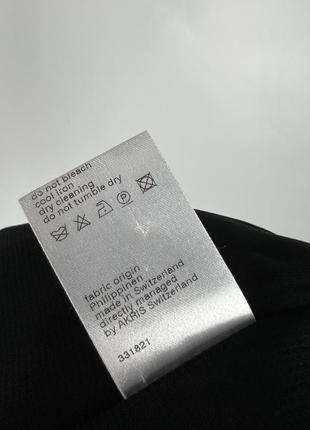 do not bleach
cool iron
dry cleaning
do not tumble dry
P
fabric origin
Philippinen
made in Switzerland
directly managed
by AKRIS Switzerland
331821